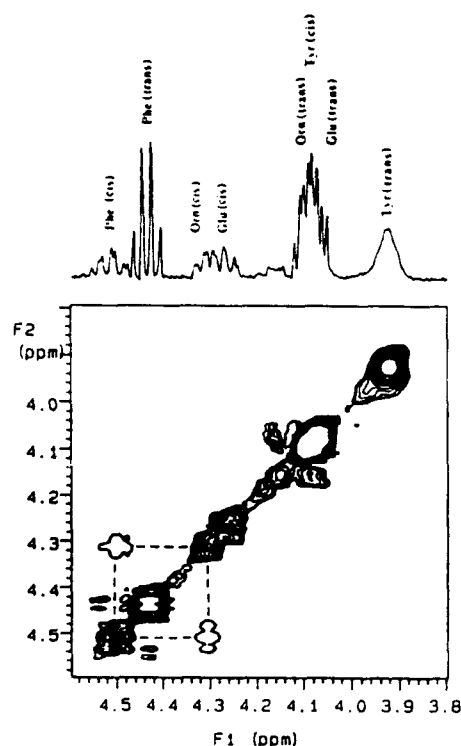 Phe (cis)
Phe (trans)
Orn (cis)
Glu (cis)
Orn (trans)
Tyr (cis)
Glu (trans)
Tyr (trans)
F2
(ppm)
4.0
4.1
4.2
4.3
4.4
4.5
4.5 4.4 4.3 4.2 4.1 4.0 3.9 3.8
F1 (ppm)